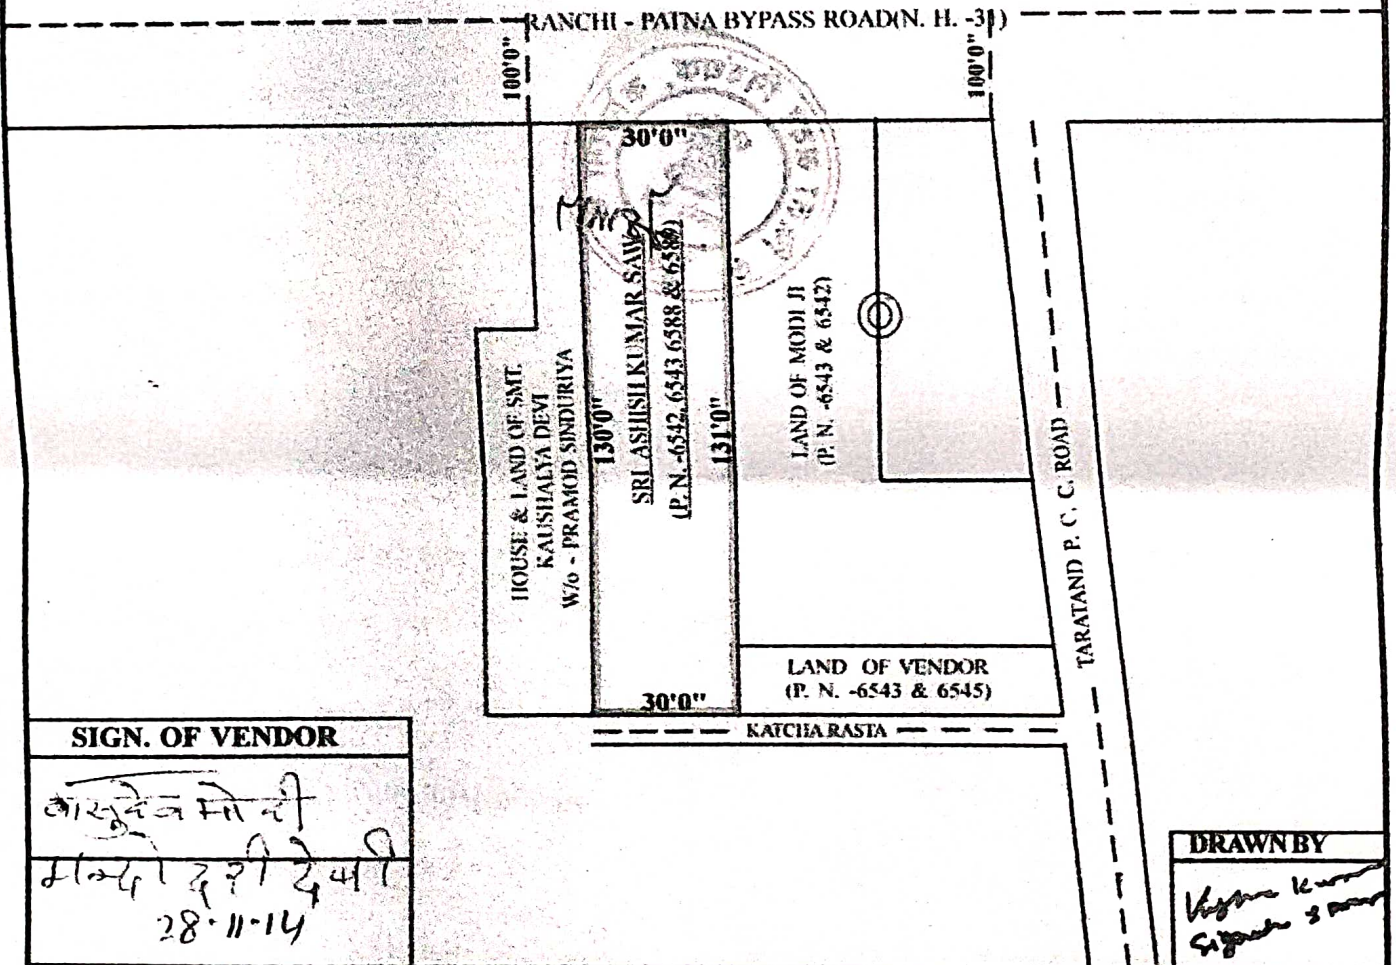 RANCHI - PATNA BYPASS ROAD(N. H. -31)
100'0"
100'0"
30'0"
HOUSE & LAND OF SMT.
KAUSHALYA DEVI
W/o - PRAMOD SINDURIYA
130'0"
SRI ASHISH KUMAR SAW
(P. N. -6542, 6543 6588 & 6589)
131'0"
LAND OF MODI JI
(P. N. -6543 & 6542)
TARATAND P. C. C. ROAD
LAND OF VENDOR
(P. N. -6543 & 6545)
30'0"
KATCHA RASTA
SIGN. OF VENDOR
वासुदेव मोदी
मन्दोदरी देवी
28.11.14
DRAWN BY